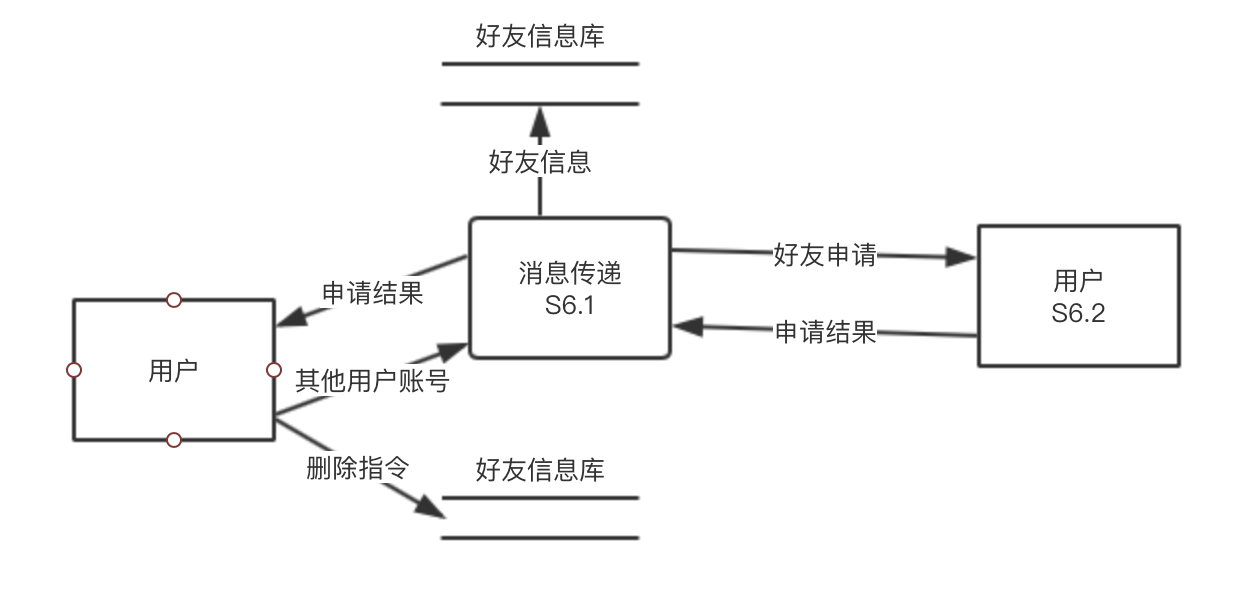 好友信息库
好友信息
消息传递
S6.1
好友申请
用户
S6.2
申请结果
申请结果
用户
其他用户账号
删除指令
好友信息库